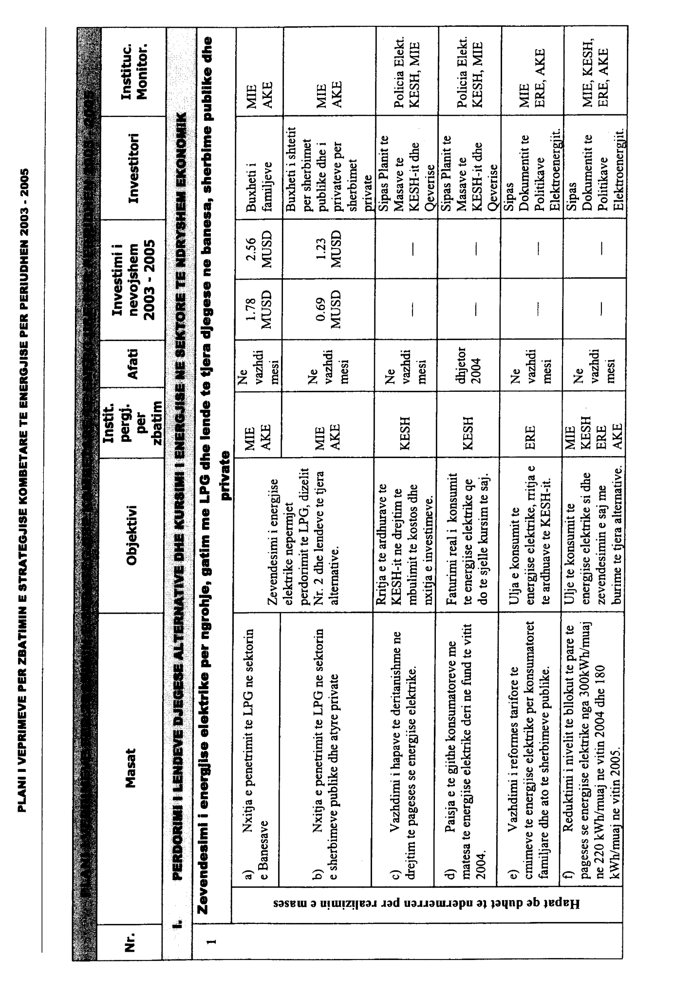 PLANI I VEPRIMEVE PER ZBATIMIN E STRATEGJISE KOMBETARE TE ENERGJISE PER PERIUDHEN 2003 - 2005
Nr.
Masat
Objektivi
Instit.
pergj.
per
zbatim
Afati
Investimi i
nevojshem
2003 - 2005
Investitori
Instituc.
Monitor.
I. PERDORIMI I LENDEVE DJEGESE ALTERNATIVE DHE KURSIMI I ENERGJISE NE SEKTORE TE NDRYSHEM EKONOMIK
1
Zevendesimi i energjise elektrike per ngrohje, gatim me LPG dhe lende te tjera djegese ne banesa, sherbime publike dhe
private
Hapat qe duhet te ndermerren per realizimin e mases
a) Nxitja e penetrimit te LPG ne sektorin
e Banesave
Zevendesimi i energjise
elektrike nepermjet
perdorimit te LPG, dizelit
Nr. 2 dhe lendeve te tjera
alternative.
MIE
AKE
Ne
vazhdi
mesi
1.78
MUSD
2.56
MUSD
Buxheti i
familjeve
MIE
AKE
b) Nxitja e penetrimit te LPG ne sektorin
e sherbimeve publike dhe atyre private
MIE
AKE
Ne
vazhdi
mesi
0.69
MUSD
1.23
MUSD
Buxheti i shtetit
per sherbimet
publike dhe i
privateve per
sherbimet
private
MIE
AKE
c) Vazhdimi i hapave te deritanishme ne
drejtim te pageses se energjise elektrike.
Rritja e te ardhurave te
KESH-it ne drejtim te
mbulimit te kostos dhe
nxitja e investimeve.
KESH
Ne
vazhdi
mesi
—
—
Sipas Planit te
Masave te
KESH-it dhe
Qeverise
Policia Elekt.
KESH, MIE
d) Paisja e te gjithe konsumatoreve me
matesa te energjise elektrike deri ne fund te vitit
2004.
Faturimi real i konsumit
te energjise elektrike qe
do te sjelle kursim te saj.
KESH
dhjetor
2004
—
—
Sipas Planit te
Masave te
KESH-it dhe
Qeverise
Policia Elekt.
KESH, MIE
e) Vazhdimi i reformes tarifore te
cmimeve te energjise elektrike per konsumatoret
familjare dhe ato te sherbimeve publike.
Ulja e konsumit te
energjise elektrike, rritja e
te ardhuave te KESH-it.
ERE
Ne
vazhdi
mesi
—
—
Sipas
Dokumentit te
Politikave
Elektroenergjit.
MIE
ERE, AKE
f) Reduktimi i nivelit te bllokut te pare te
pageses se energjise elektrike nga 300kWh/muaj
ne 220 kWh/muaj ne vitin 2004 dhe 180
kWh/muaj ne vitin 2005.
Ulje te konsumit te
energjise elektrike si dhe
zevendesimin e saj me
burime te tjera alternative.
MIE
KESH
ERE
AKE
Ne
vazhdi
mesi
—
—
Sipas
Dokumentit te
Politikave
Elektroenergjit.
MIE, KESH,
ERE, AKE